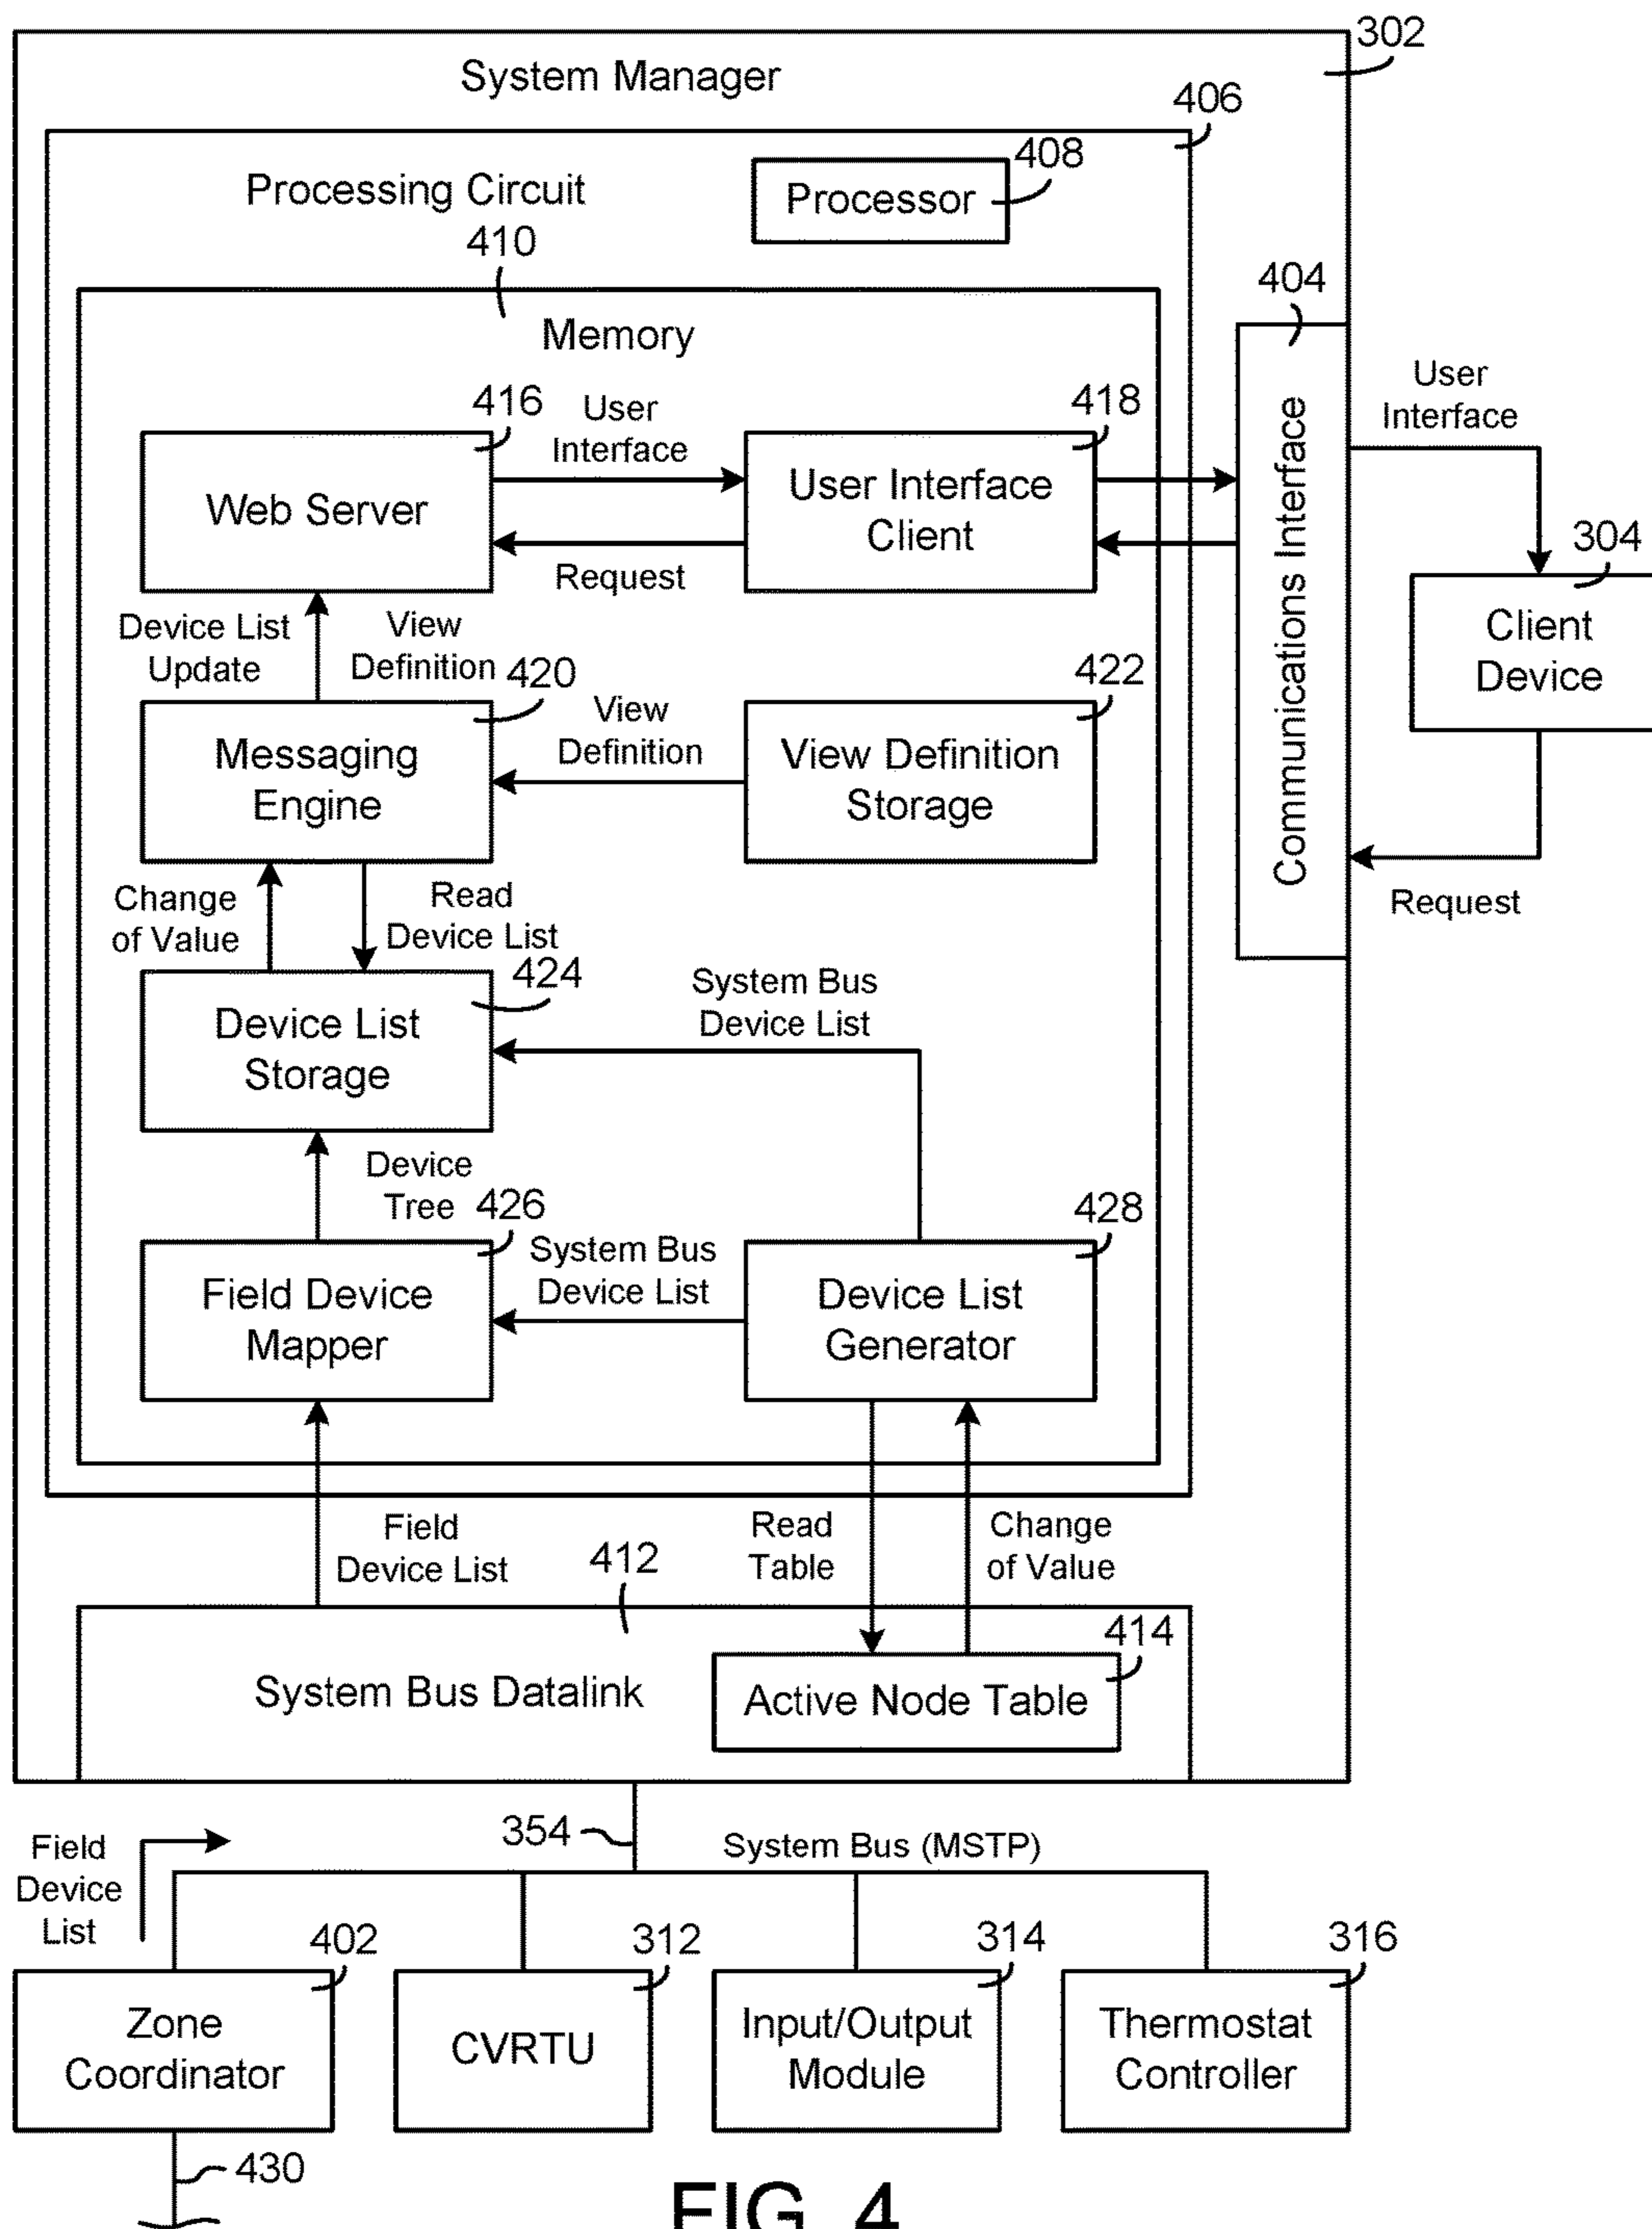 302
System Manager
406
408
Processing Circuit
Processor
410
404
Memory
416
User
Interface
418
User
Interface
Web Server
User Interface
Client
Request
Communications Interface
304
Client
Device
Device List
Update
View
Definition
420
422
View
Definition
Messaging
Engine
View Definition
Storage
Request
Change
of Value
Read
Device List
424
System Bus
Device List
Device List
Storage
Device
Tree
426
428
System Bus
Device List
Field Device
Mapper
Device List
Generator
Field
Device List
Read
Table
Change
of Value
412
414
System Bus Datalink
Active Node Table
354
System Bus (MSTP)
Field
Device
List
402
312
314
316
Zone
Coordinator
CVRTU
Input/Output
Module
Thermostat
Controller
430
FIG. 4